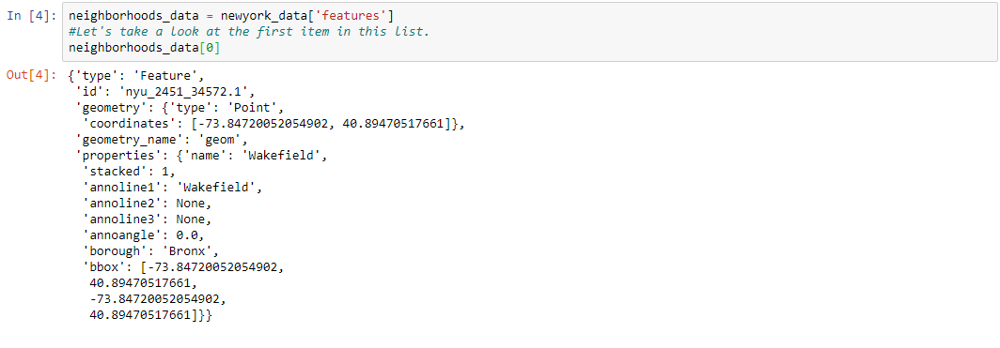 In [4]: neighborhoods_data = newyork_data['features']
#Let's take a look at the first item in this list.
neighborhoods_data[0]
Out[4]: {'type': 'Feature',
'id': 'nyu_2451_34572.1',
'geometry': {'type': 'Point',
'coordinates': [-73.84720052054902, 40.89470517661]},
'geometry_name': 'geom',
'properties': {'name': 'Wakefield',
'stacked': 1,
'annoline1': 'Wakefield',
'annoline2': None,
'annoline3': None,
'annoangle': 0.0,
'borough': 'Bronx',
'bbox': [-73.84720052054902,
40.89470517661,
-73.84720052054902,
40.89470517661]}}